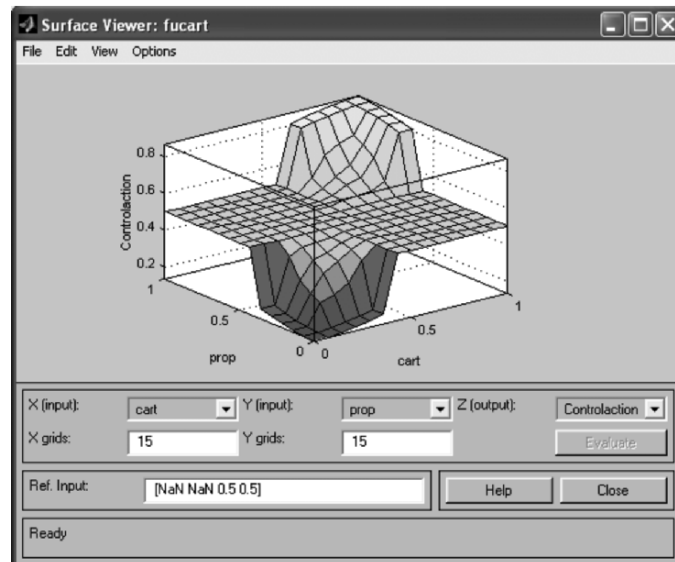 Surface Viewer: fucart
File Edit View Options
Controlaction
0.8
0.6
0.4
0.2
1
0.5
0
prop
0
0.5
1
cart
X (input): cart Y (input): prop Z (output): Controlaction
X grids: 15 Y grids: 15 Evaluate
Ref. Input: [NaN NaN 0.5 0.5] Help Close
Ready